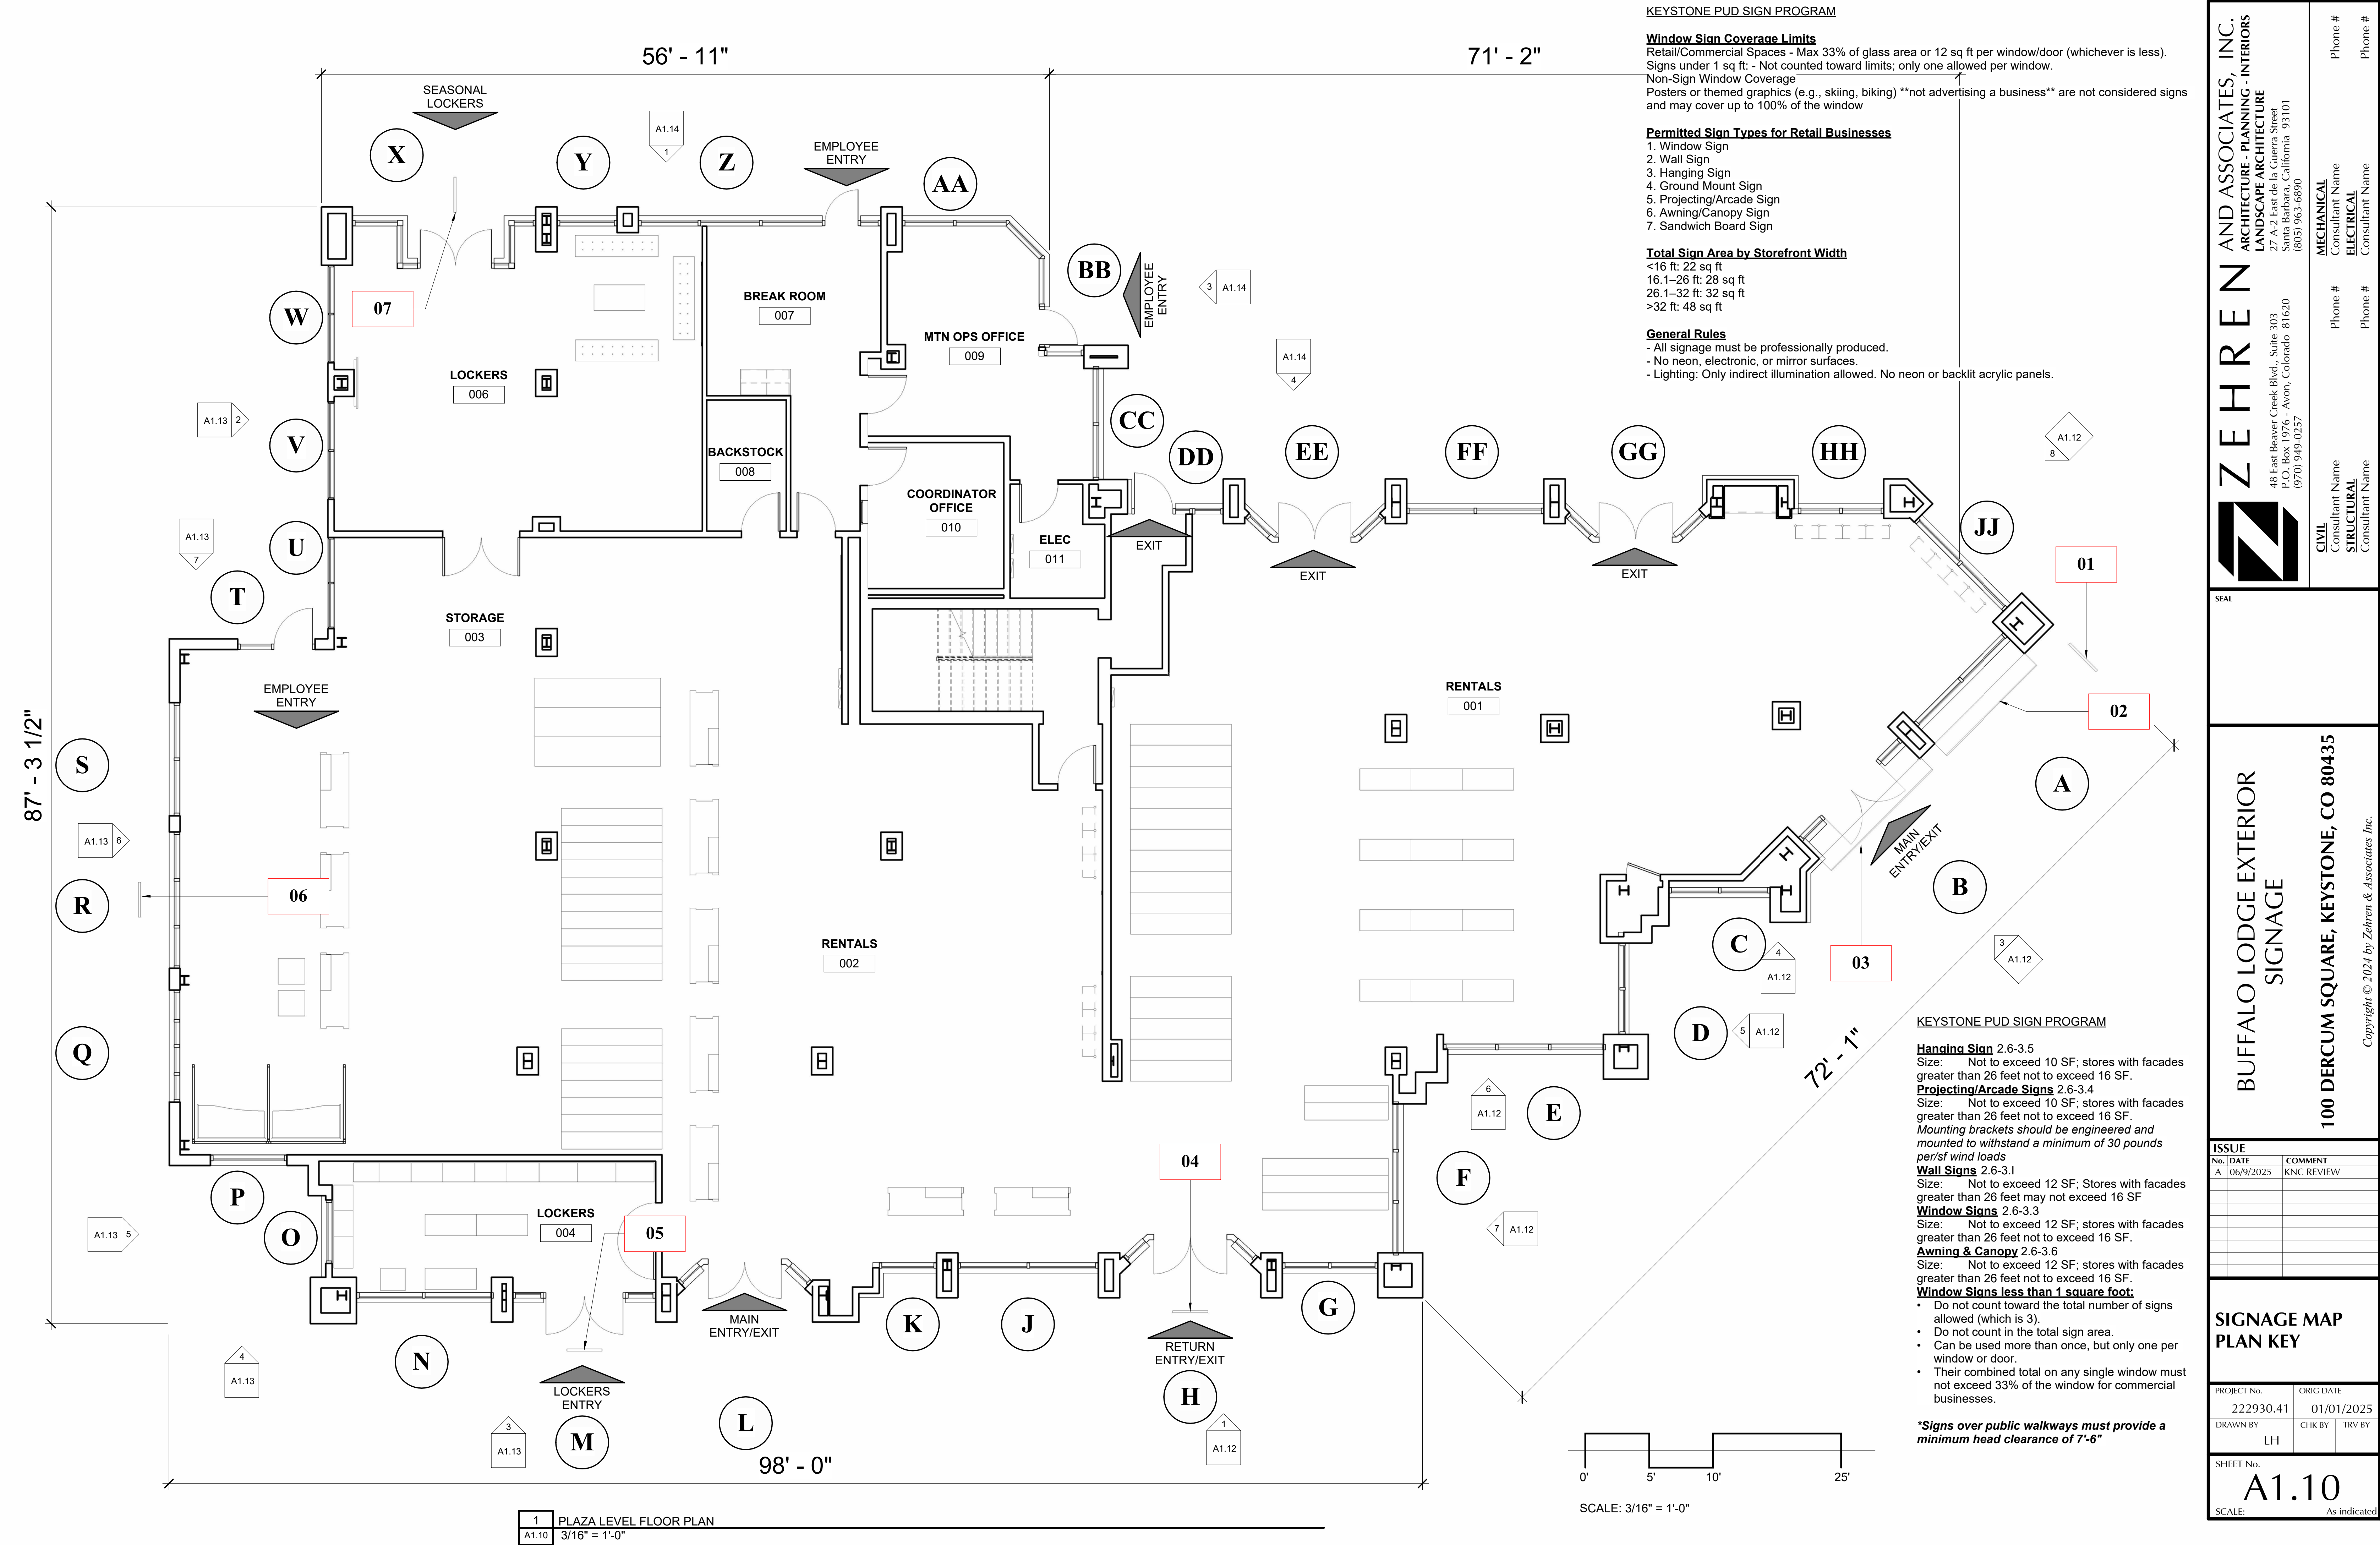 56' - 11"
71' - 2"
87' - 3 1/2"
72' - 1"
98' - 0"
KEYSTONE PUD SIGN PROGRAM
Window Sign Coverage Limits
Retail/Commercial Spaces - Max 33% of glass area or 12 sq ft per window/door (whichever is less).
Signs under 1 sq ft: - Not counted toward limits; only one allowed per window.
Non-Sign Window Coverage
Posters or themed graphics (e.g., skiing, biking) **not advertising a business** are not considered signs
and may cover up to 100% of the window
Permitted Sign Types for Retail Businesses
1. Window Sign
2. Wall Sign
3. Hanging Sign
4. Ground Mount Sign
5. Projecting/Arcade Sign
6. Awning/Canopy Sign
7. Sandwich Board Sign
Total Sign Area by Storefront Width
<16 ft: 22 sq ft
16.1–26 ft: 28 sq ft
26.1–32 ft: 32 sq ft
>32 ft: 48 sq ft
General Rules
- All signage must be professionally produced.
- No neon, electronic, or mirror surfaces.
- Lighting: Only indirect illumination allowed. No neon or backlit acrylic panels.
SEASONAL
LOCKERS
X
Y
A1.14
1
Z
EMPLOYEE
ENTRY
AA
BB
EMPLOYEE
ENTRY
3
A1.14
W
07
BREAK ROOM
007
MTN OPS OFFICE
009
A1.14
4
LOCKERS
006
A1.13
2
V
CC
DD
EE
FF
GG
HH
A1.12
8
BACKSTOCK
008
COORDINATOR
OFFICE
010
ELEC
011
EXIT
EXIT
EXIT
JJ
01
A1.13
7
U
T
STORAGE
003
EMPLOYEE
ENTRY
RENTALS
001
02
S
A
A1.13
6
MAIN
ENTRY/EXIT
R
06
B
RENTALS
002
C
4
A1.12
03
3
A1.12
Q
D
5
A1.12
6
A1.12
E
F
7
A1.12
04
P
O
A1.13
5
LOCKERS
004
05
MAIN
ENTRY/EXIT
K
J
G
RETURN
ENTRY/EXIT
H
1
A1.12
N
4
A1.13
LOCKERS
ENTRY
3
A1.13
M
L
KEYSTONE PUD SIGN PROGRAM
Hanging Sign 2.6-3.5
Size: Not to exceed 10 SF; stores with facades
greater than 26 feet not to exceed 16 SF.
Projecting/Arcade Signs 2.6-3.4
Size: Not to exceed 10 SF; stores with facades
greater than 26 feet not to exceed 16 SF.
Mounting brackets should be engineered and
mounted to withstand a minimum of 30 pounds
per/sf wind loads
Wall Signs 2.6-3.I
Size: Not to exceed 12 SF; Stores with facades
greater than 26 feet may not exceed 16 SF
Window Signs 2.6-3.3
Size: Not to exceed 12 SF; stores with facades
greater than 26 feet not to exceed 16 SF.
Awning & Canopy 2.6-3.6
Size: Not to exceed 12 SF; stores with facades
greater than 26 feet not to exceed 16 SF.
Window Signs less than 1 square foot:
• Do not count toward the total number of signs
allowed (which is 3).
• Do not count in the total sign area.
• Can be used more than once, but only one per
window or door.
• Their combined total on any single window must
not exceed 33% of the window for commercial
businesses.
*Signs over public walkways must provide a
minimum head clearance of 7'-6"
0' 5' 10' 25'
SCALE: 3/16" = 1'-0"
1
A1.10
PLAZA LEVEL FLOOR PLAN
3/16" = 1'-0"
ZEHREN
AND ASSOCIATES, INC.
ARCHITECTURE - PLANNING - INTERIORS
LANDSCAPE ARCHITECTURE
27 A-2 East de la Guerra Street
Santa Barbara, California 93101
(805) 963-6890
48 East Beaver Creek Blvd., Suite 303
P.O. Box 1976 - Avon, Colorado 81620
(970) 949-0257
MECHANICAL
Consultant Name Phone #
ELECTRICAL
Consultant Name Phone #
CIVIL
Consultant Name Phone #
STRUCTURAL
Consultant Name Phone #
SEAL
BUFFALO LODGE EXTERIOR
SIGNAGE
100 DERCUM SQUARE, KEYSTONE, CO 80435
Copyright © 2024 by Zehren & Associates Inc.
ISSUE
No. DATE COMMENT
A 06/9/2025 KNC REVIEW
SIGNAGE MAP
PLAN KEY
PROJECT No. ORIG DATE
222930.41 01/01/2025
DRAWN BY CHK BY TRV BY
LH
SHEET No.
A1.10
SCALE: As indicated